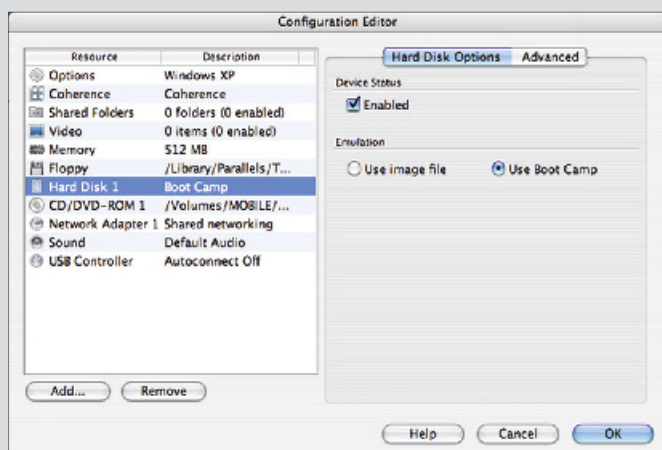 Configuration Editor
Resource Description
Options Windows XP
Coherence Coherence
Shared Folders 0 folders (0 enabled)
Video 0 items (0 enabled)
Memory 512 MB
Floppy /Library/Parallels/T...
Hard Disk 1 Boot Camp
CD/DVD-ROM 1 /Volumes/MOBILE/...
Network Adapter 1 Shared networking
Sound Default Audio
USB Controller Autoconnect Off
Add... Remove
Hard Disk Options Advanced
Device Status
Enabled
Emulation
Use image file Use Boot Camp
Help Cancel OK